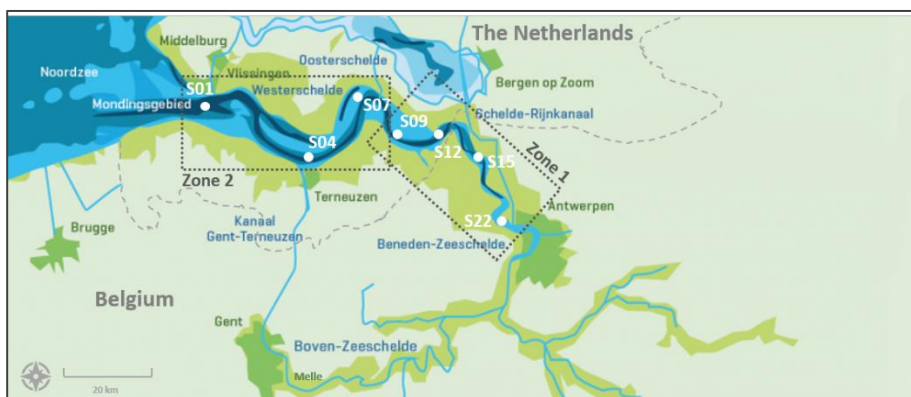 The Netherlands
Middelburg
Oosterschelde
Noordzee
Vlissingen
Bergen op Zoom
S01
Westerschelde
Mondingsgebied
S07
Schelde-Rijnkanaal
S09
S04
S12
S15
Zone 1
Zone 2
Terneuzen
Antwerpen
Kanaal
Gent-Terneuzen
S22
Brugge
Beneden-Zeeschelde
Belgium
Gent
Boven-Zeeschelde
Melle
20 km